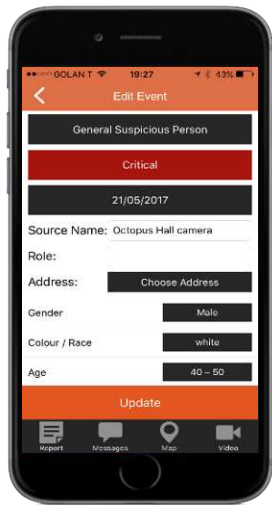 GOLAN T 19:27 43%
Edit Event
General Suspicious Person
Critical
21/05/2017
Source Name: Octopus Hall camera
Role:
Address: Choose Address
Gender Male
Colour / Race white
Age 40 – 50
Update
Report Messages Map Video